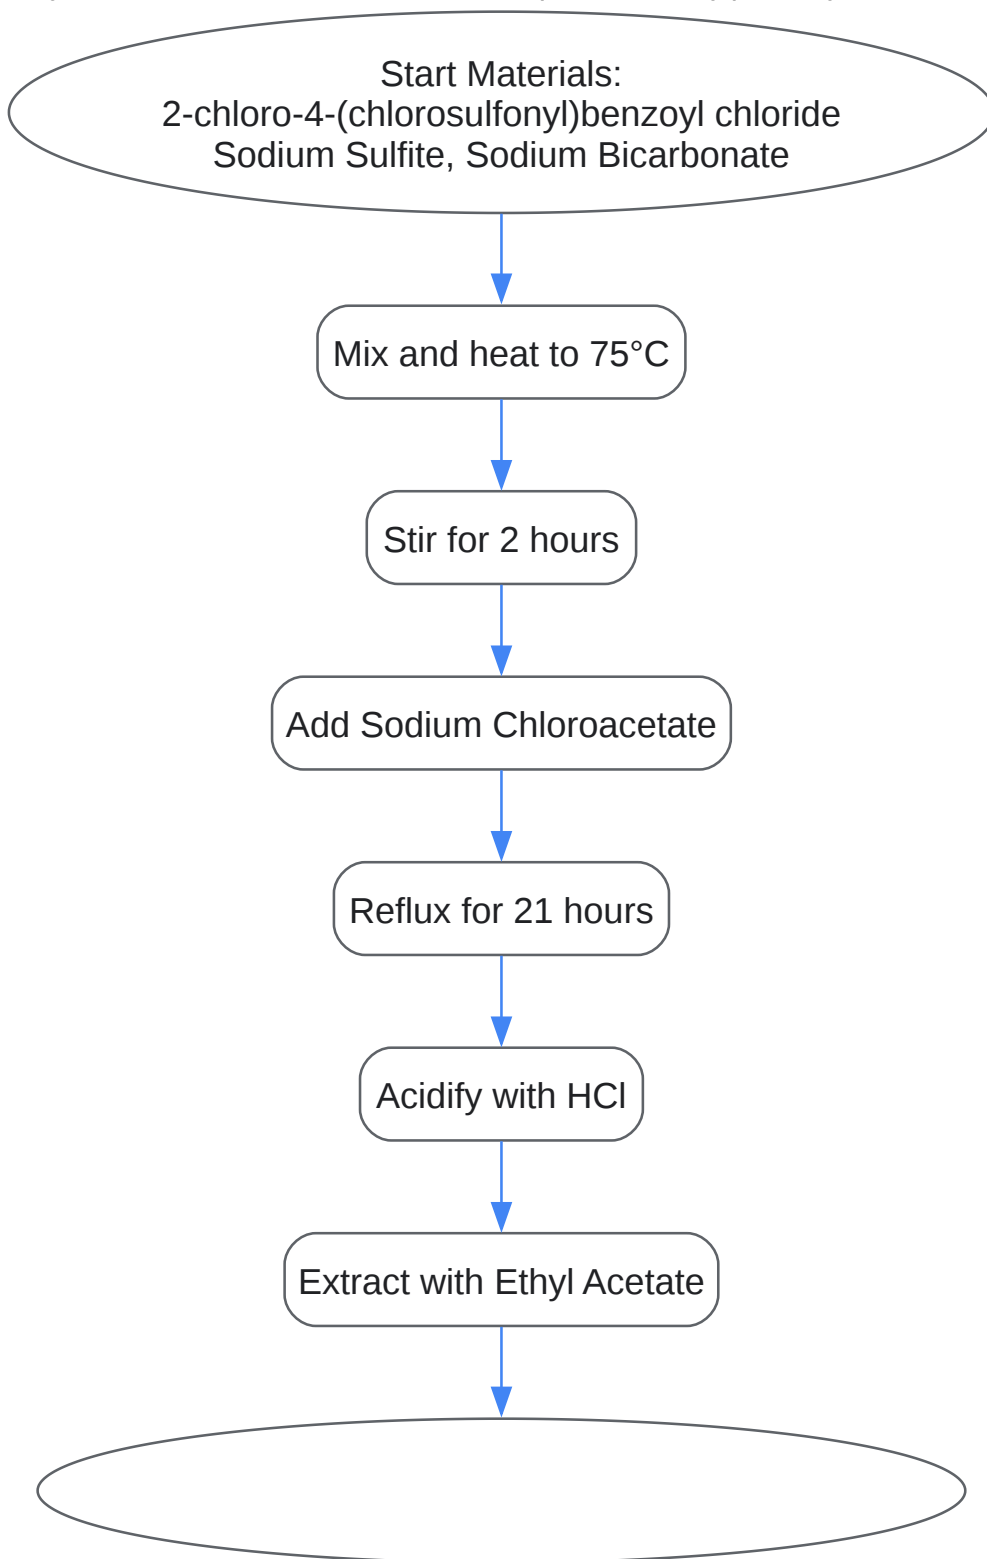 Start Materials:
2-chloro-4-(chlorosulfonyl)benzoyl chloride
Sodium Sulfite, Sodium Bicarbonate
Mix and heat to 75°C
Stir for 2 hours
Add Sodium Chloroacetate
Reflux for 21 hours
Acidify with HCl
Extract with Ethyl Acetate